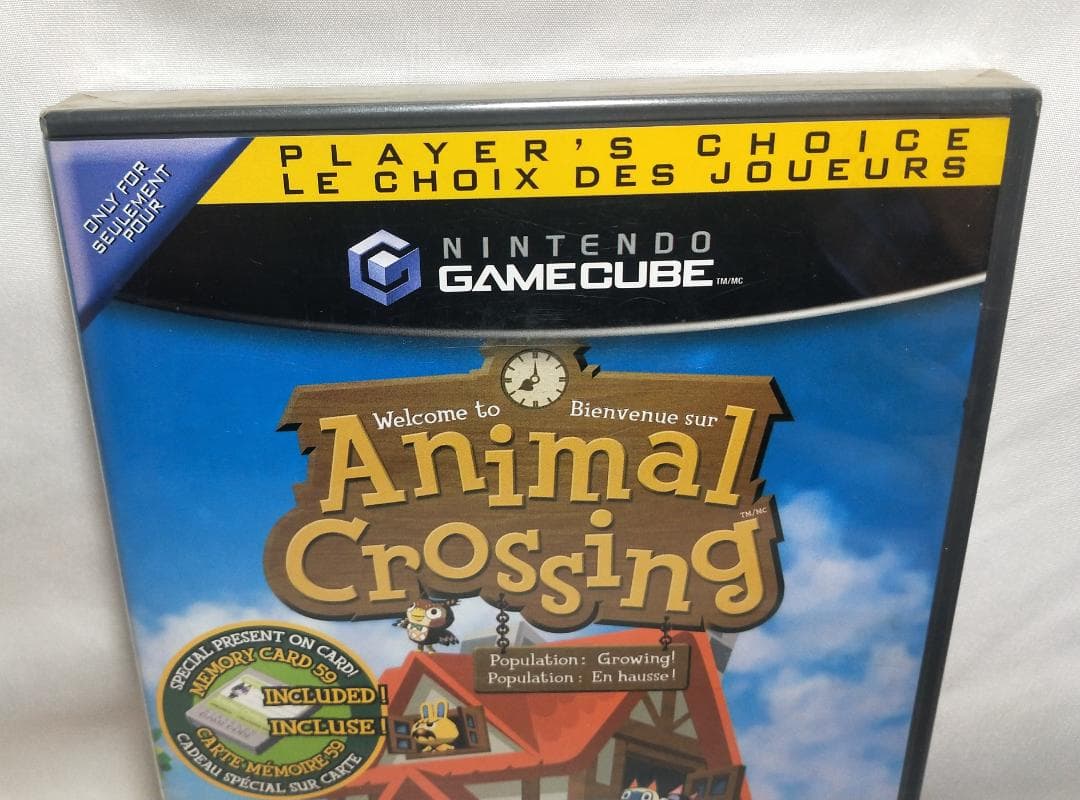 ONLY FOR
SEULEMENT
POUR
PLAYER'S CHOICE
LE CHOIX DES JOUEURS
NINTENDO
GAMECUBE TM/MC
Welcome to Bienvenue sur
Animal
Crossing TM/MC
Population: Growing!
Population: En hausse!
SPECIAL PRESENT ON CARD!
MEMORY CARD 59
INCLUDED!
INCLUSE!
CARTE MÉMOIRE 59
CADEAU SPÉCIAL SUR CARTE